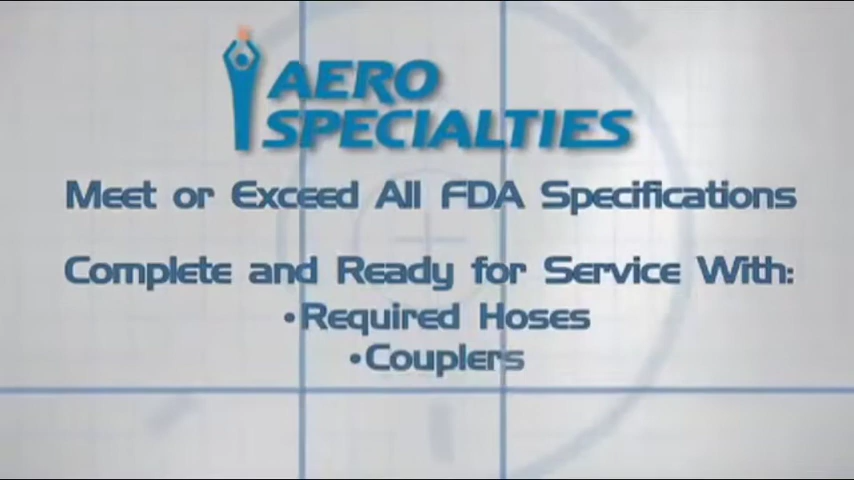 AERO
SPECIALTIES
Meet or Exceed All FDA Specifications
Complete and Ready for Service With:
•Required Hoses
•Couplers